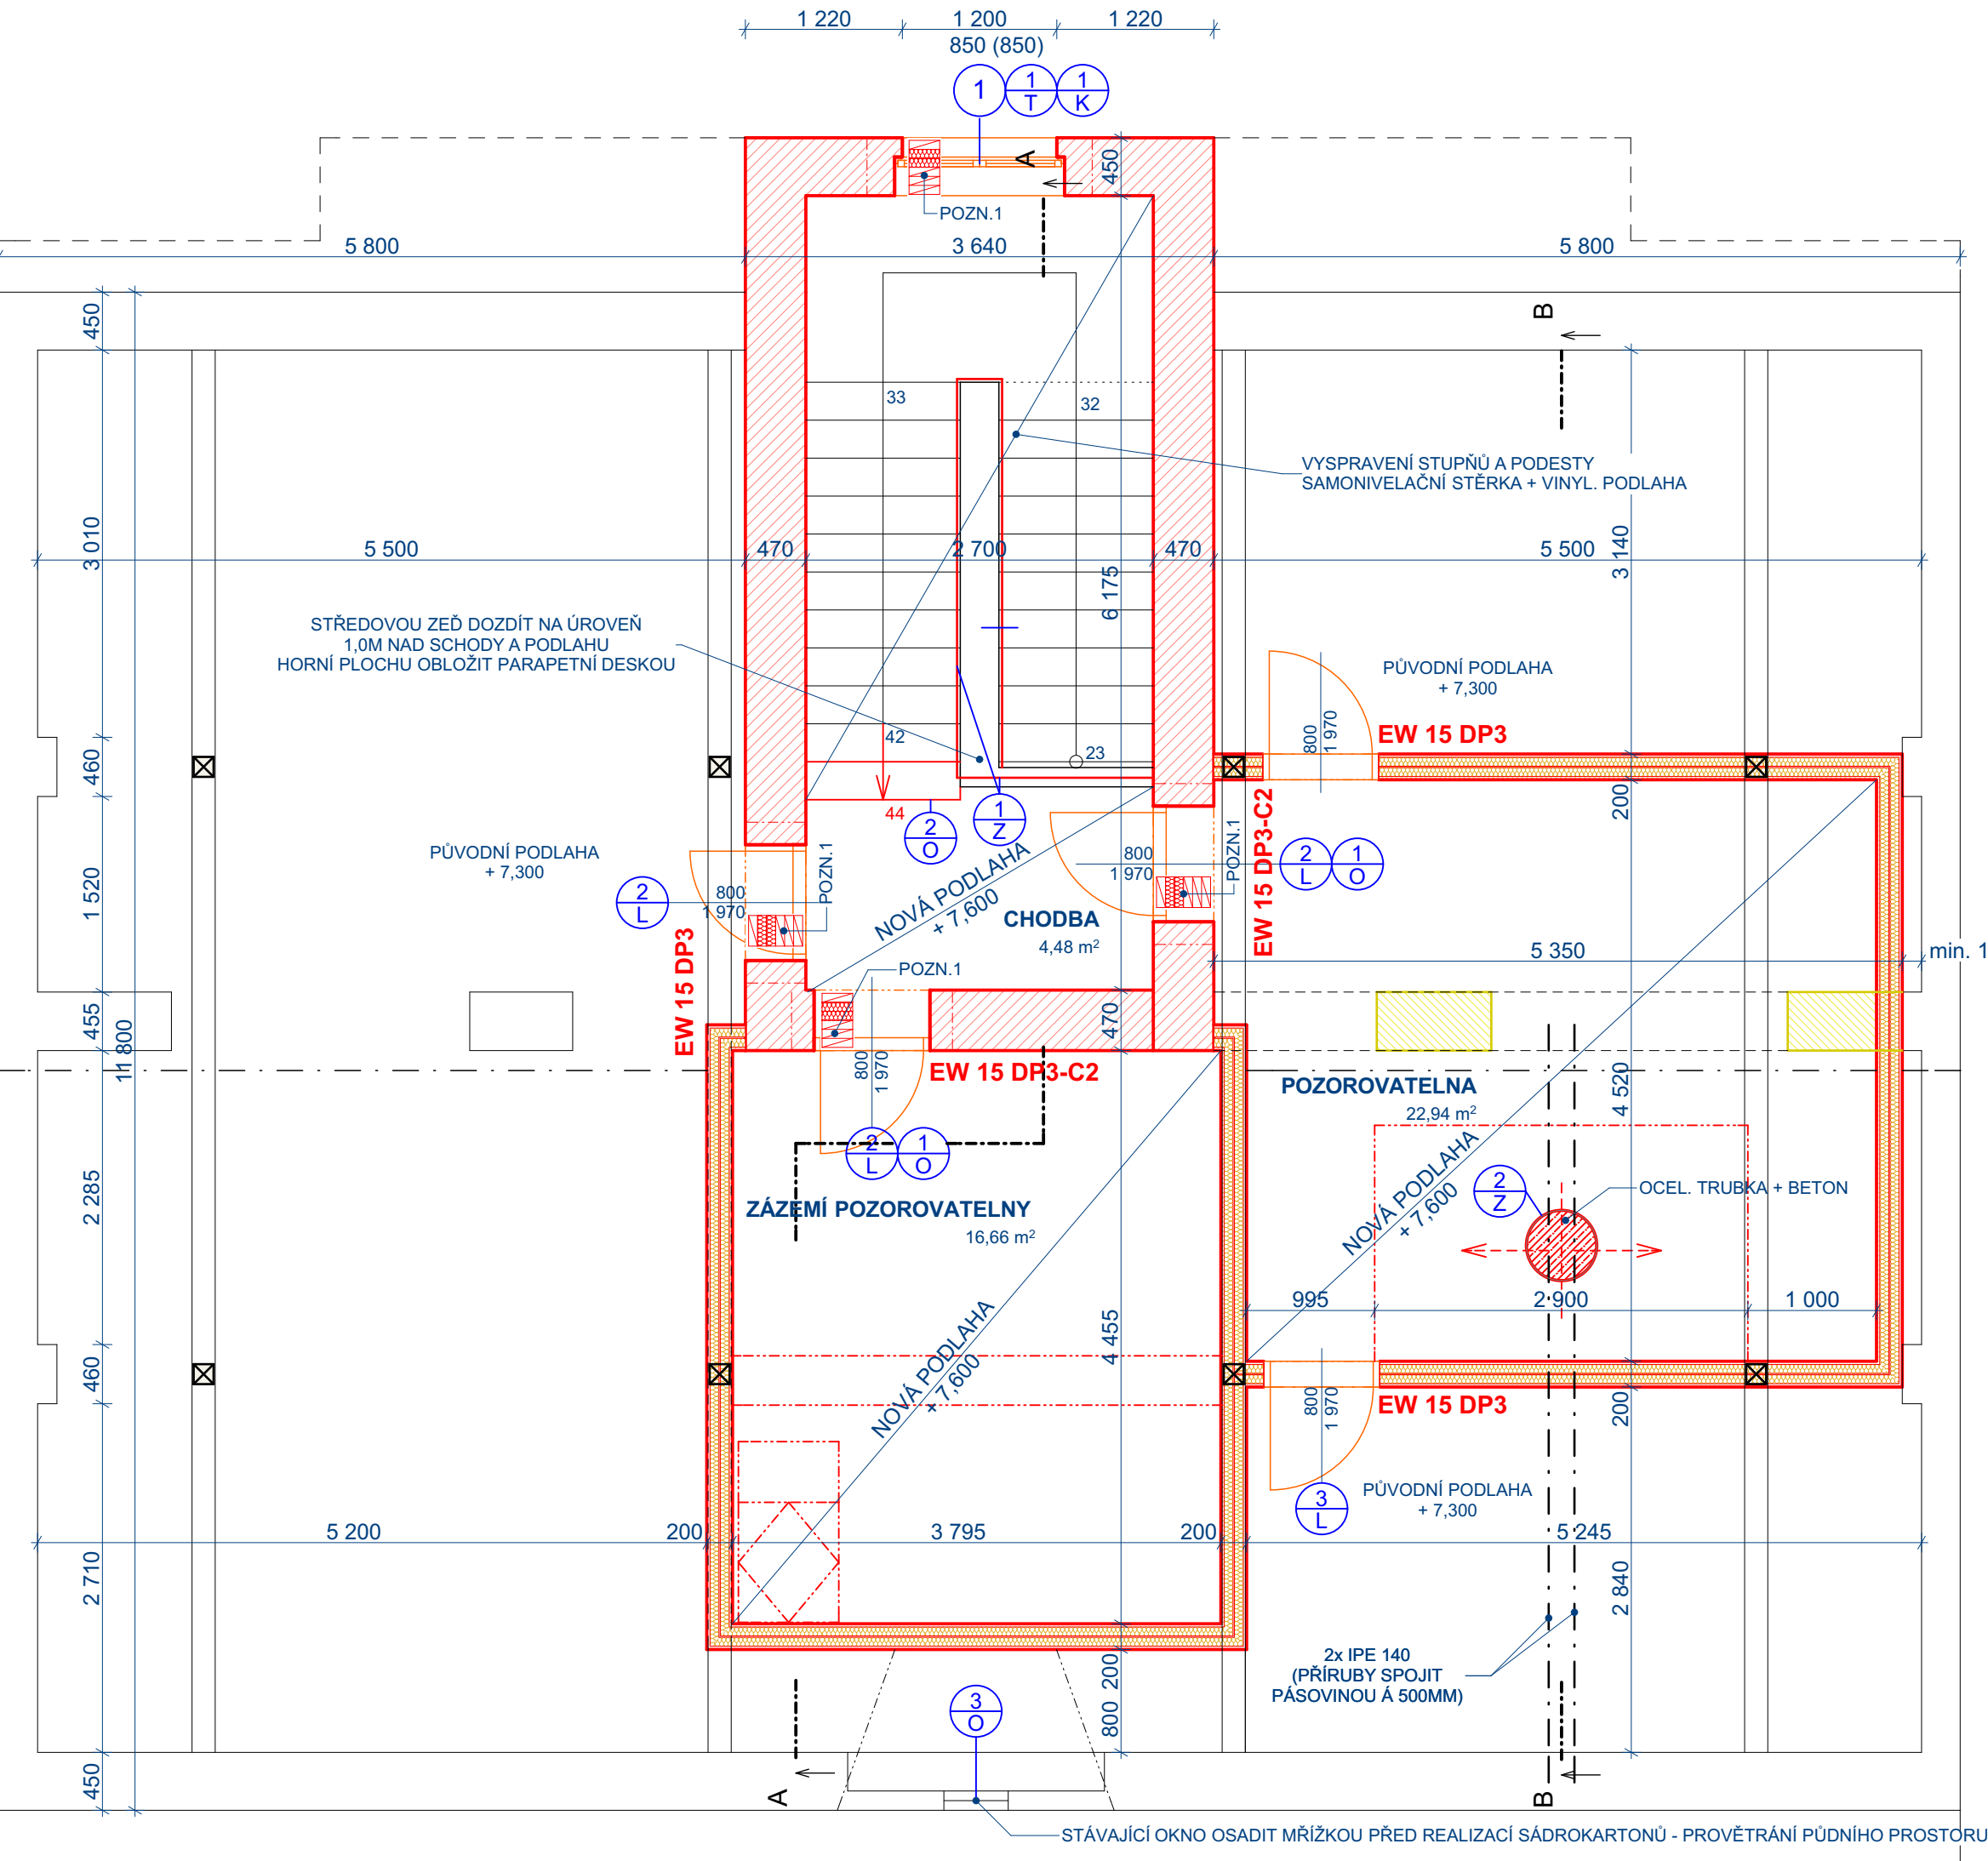 1 220
1 200
1 220
850 (850)
1
1
T
1
K
A
450
POZN.1
5 800
3 640
5 800
B
450
33
32
VYSPRAVENÍ STUPŇŮ A PODESTY
SAMONIVELAČNÍ STĚRKA + VINYL. PODLAHA
3 010
5 500
470
2 700
470
5 500
3 140
6 175
STŘEDOVOU ZEĎ DOZDÍT NA ÚROVEŇ
1,0M NAD SCHODY A PODLAHU
HORNÍ PLOCHU OBLOŽIT PARAPETNÍ DESKOU
PŮVODNÍ PODLAHA
+ 7,300
800
1 970
EW 15 DP3
42
23
460
200
44
2
O
1
Z
EW 15 DP3-C2
POZN.1
PŮVODNÍ PODLAHA
+ 7,300
POZN.1
800
1 970
2
L
1
O
2
L
800
1 970
1 520
NOVÁ PODLAHA
+ 7,600
CHODBA
4,48 m²
EW 15 DP3
5 350
min. 1
POZN.1
455
11 800
470
800
1 970
EW 15 DP3-C2
POZOROVATELNA
22,94 m²
4 520
2
L
1
O
2 285
ZÁZEMÍ POZOROVATELNY
16,66 m²
NOVÁ PODLAHA
+ 7,600
2
Z
OCEL. TRUBKA + BETON
995
2 900
1 000
NOVÁ PODLAHA
+ 7,600
4 455
460
800
1 970
EW 15 DP3
200
3
L
PŮVODNÍ PODLAHA
+ 7,300
5 200
200
3 795
200
5 245
2 710
2 840
200
800
2x IPE 140
(PŘÍRUBY SPOJIT
PÁSOVINOU Á 500MM)
3
O
450
A
B
STÁVAJÍCÍ OKNO OSADIT MŘÍŽKOU PŘED REALIZACÍ SÁDROKARTONŮ - PROVĚTRÁNÍ PŮDNÍHO PROSTORU